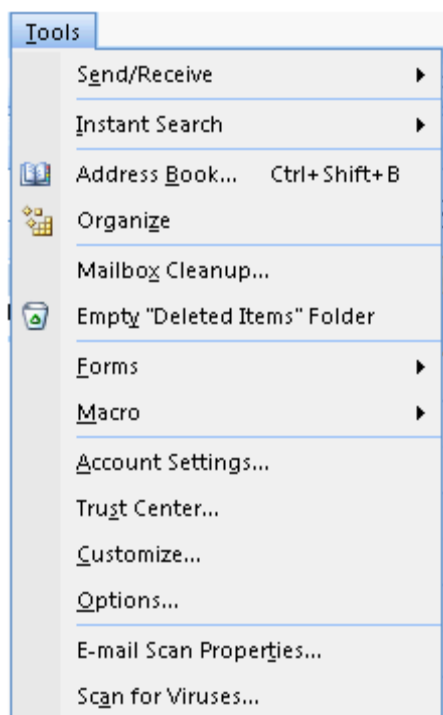 Tools
Send/Receive
Instant Search
Address Book... Ctrl+Shift+B
Organize
Mailbox Cleanup...
Empty "Deleted Items" Folder
Forms
Macro
Account Settings...
Trust Center...
Customize...
Options...
E-mail Scan Properties...
Scan for Viruses...